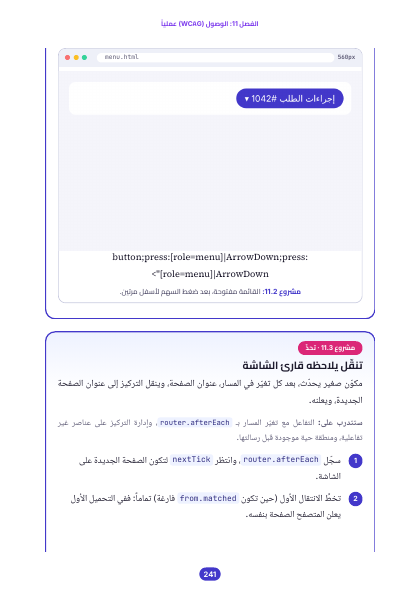 الفصل 11: الوصول (WCAG) عملياً
menu.html
560px
إجراءات الطلب #1042 ▾
button;press:[role=menu]|ArrowDown;press:
<"[role=menu]|ArrowDown
مشروع 11.2: القائمة مفتوحة، بعد ضغط السهم لأسفل مرتين.
مشروع 11.3 · تحدٍّ
تنقّل يلاحظه قارئ الشاشة
مكوّن صغير يحدّث، بعد كل تغيّر في المسار، عنوان الصفحة، وينقل التركيز إلى عنوان الصفحة
الجديدة، ويعلنه.
ستتدرب على: التفاعل مع تغيّر المسار بـ router.afterEach، وإدارة التركيز على عناصر غير
تفاعلية، ومنطقة حية موجودة قبل رسالتها.
1 سجّل router.afterEach، وانتظر nextTick لتكون الصفحة الجديدة على
الشاشة.
2 تخطَّ الانتقال الأول (حين تكون from.matched فارغة) تماماً: ففي التحميل الأول
يعلن المتصفح الصفحة بنفسه.
241